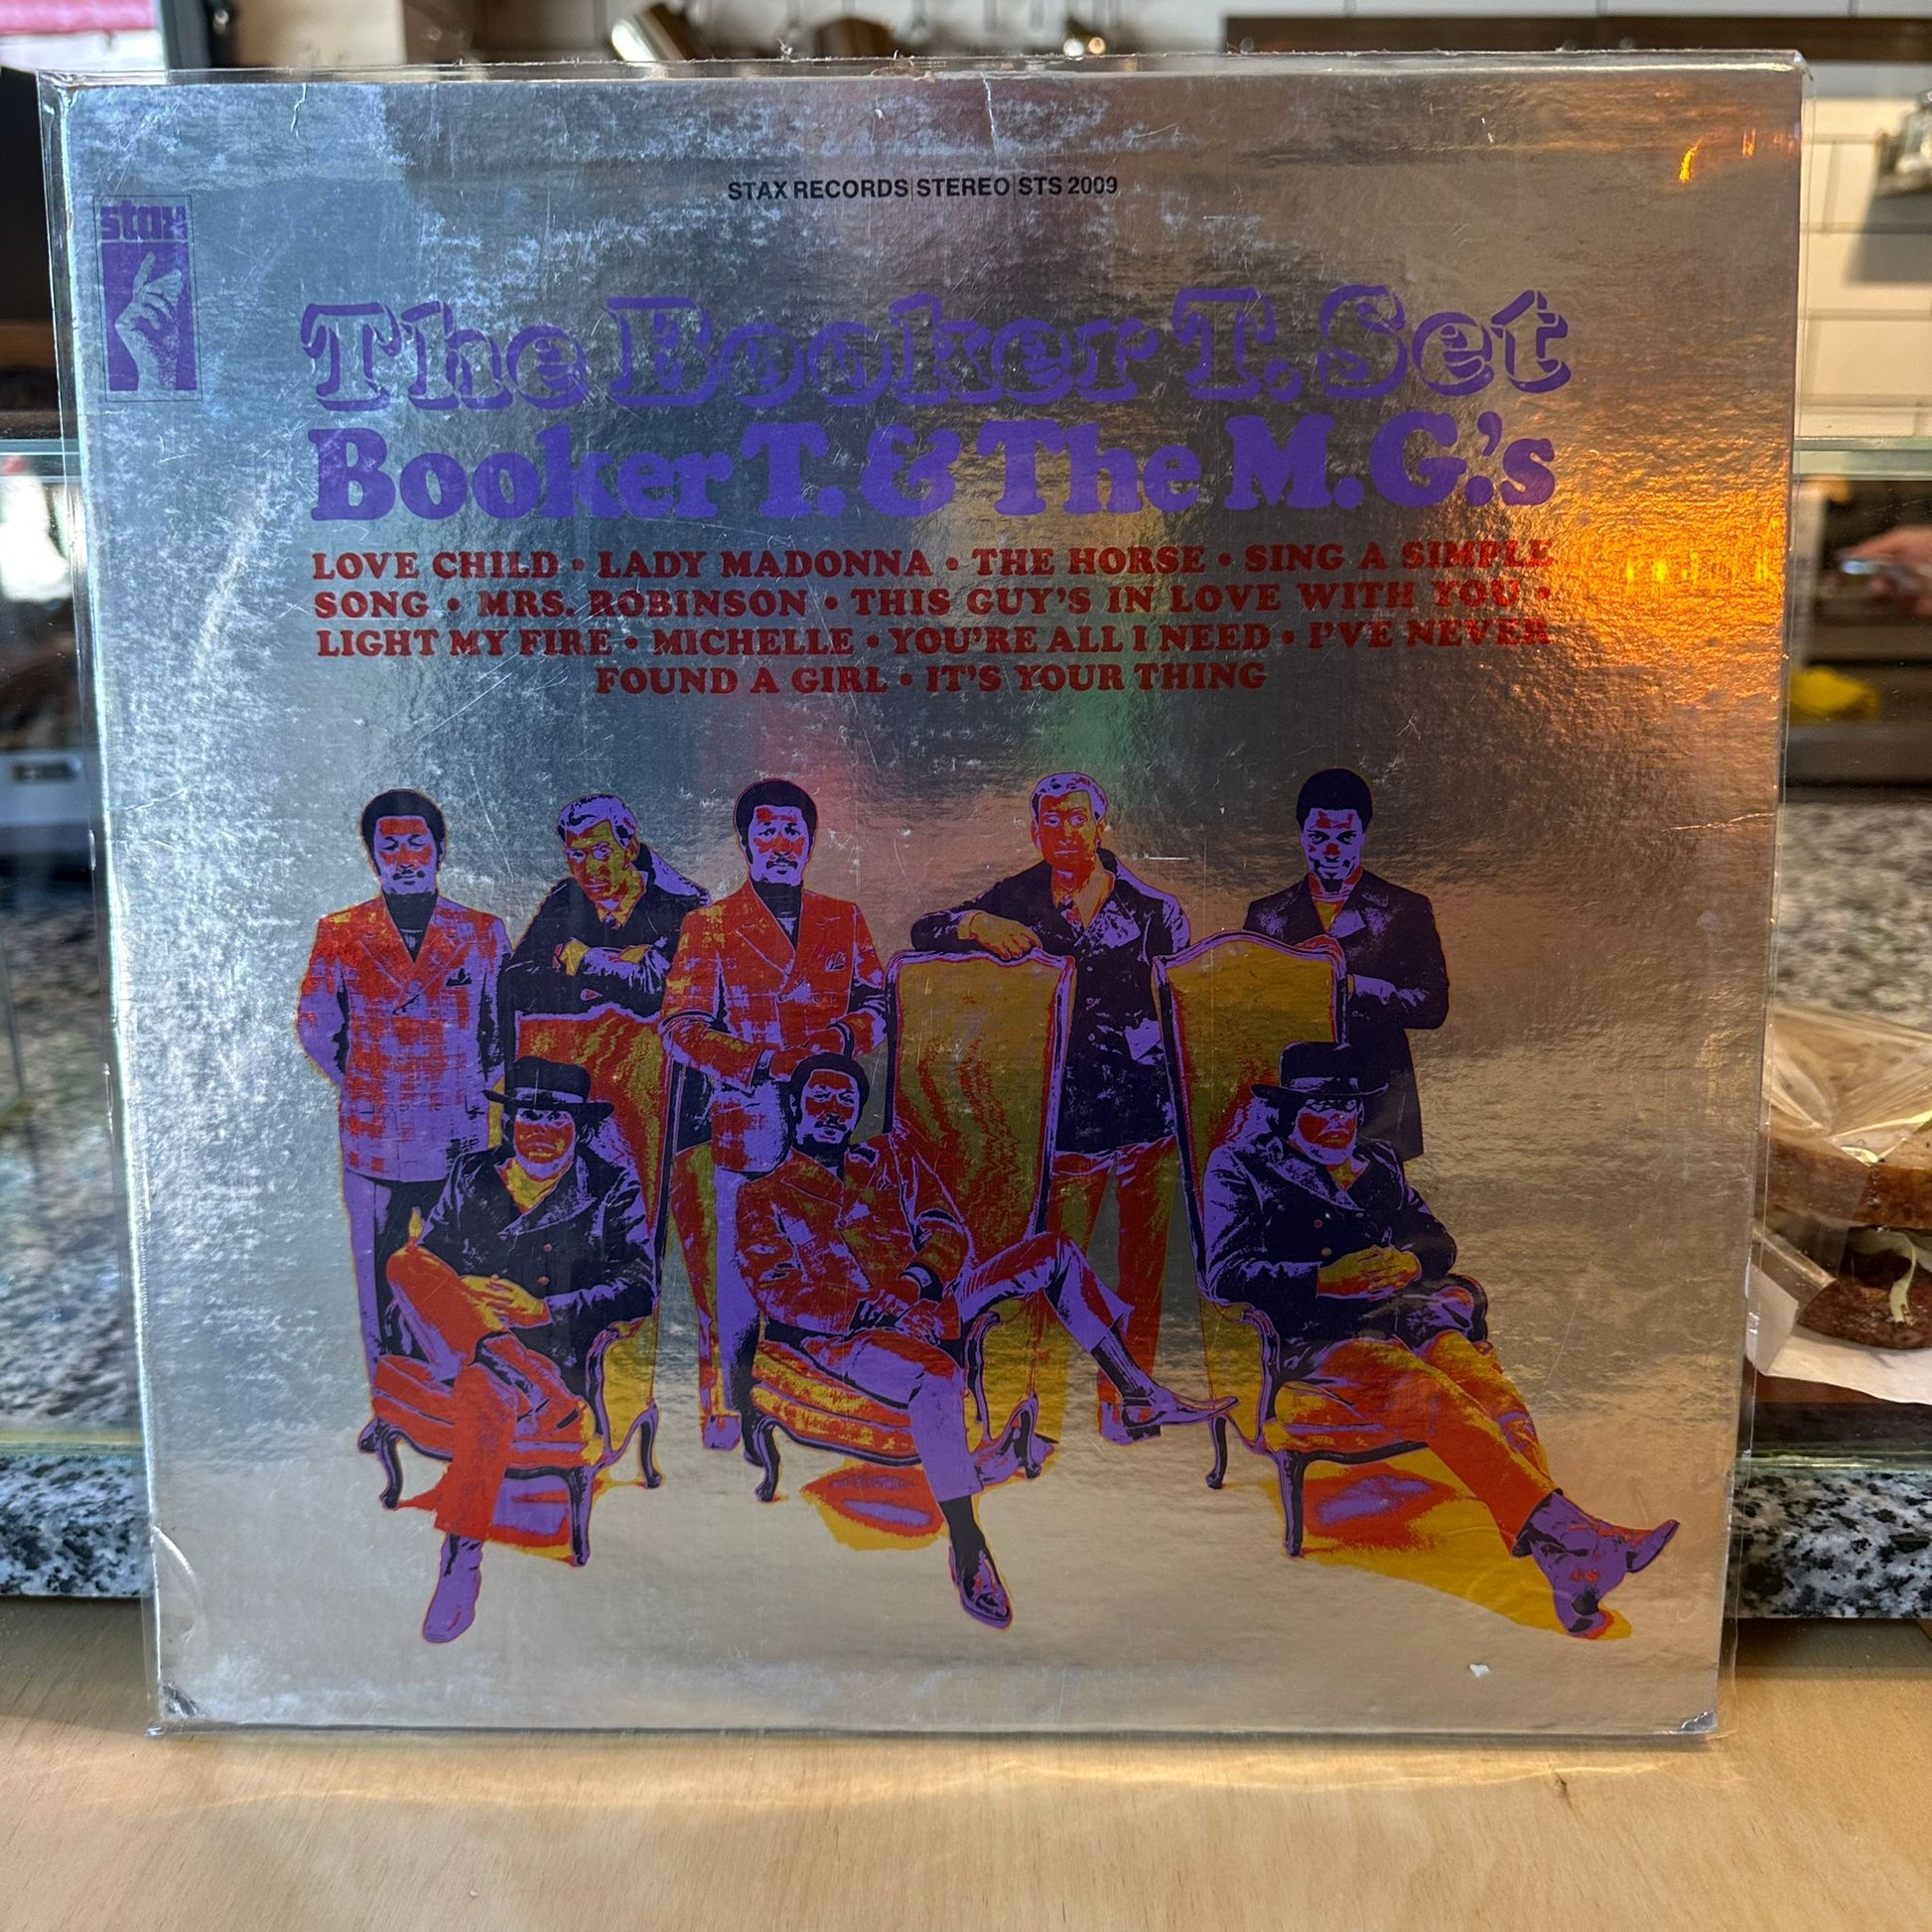 STAX RECORDS|STEREO|STS 2009
stax
The Booker T. Set
Booker T. & The M.G.'s
LOVE CHILD • LADY MADONNA • THE HORSE • SING A SIMPLE
SONG • MRS. ROBINSON • THIS GUY'S IN LOVE WITH YOU •
LIGHT MY FIRE • MICHELLE • YOU'RE ALL I NEED • I'VE NEVER
FOUND A GIRL • IT'S YOUR THING